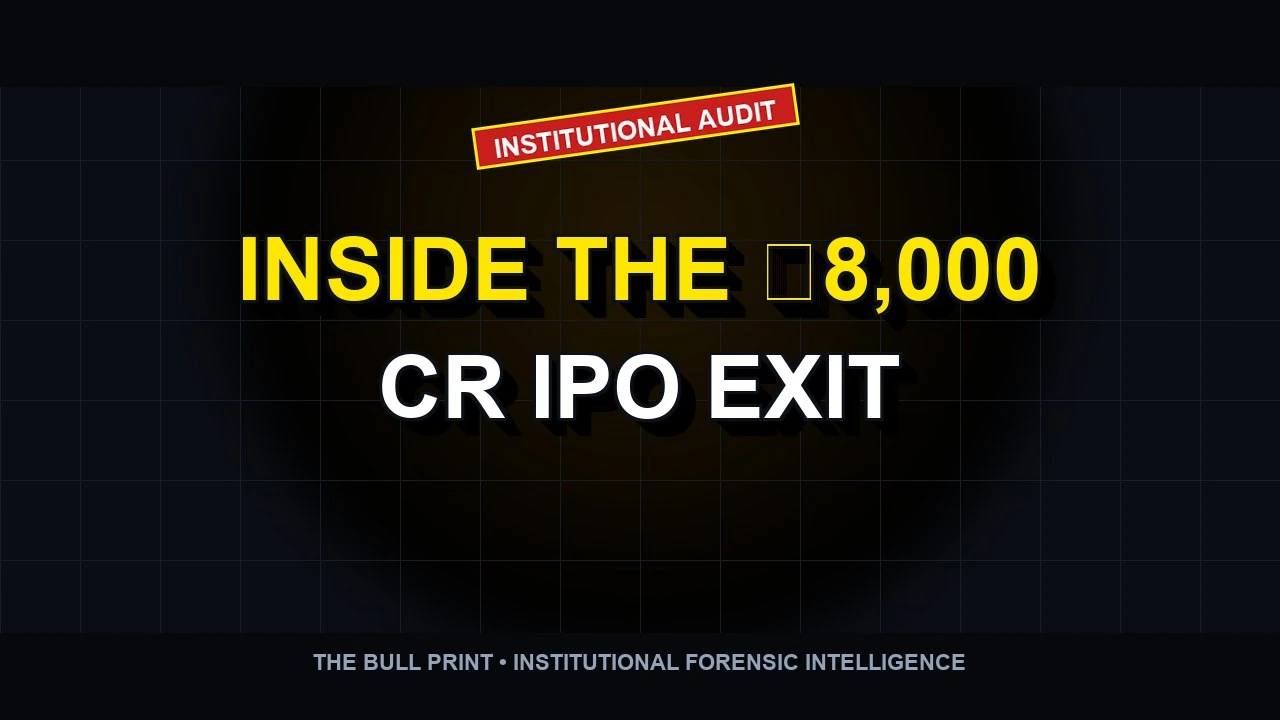 INSTITUTIONAL AUDIT
INSIDE THE □8,000
CR IPO EXIT
THE BULL PRINT • INSTITUTIONAL FORENSIC INTELLIGENCE